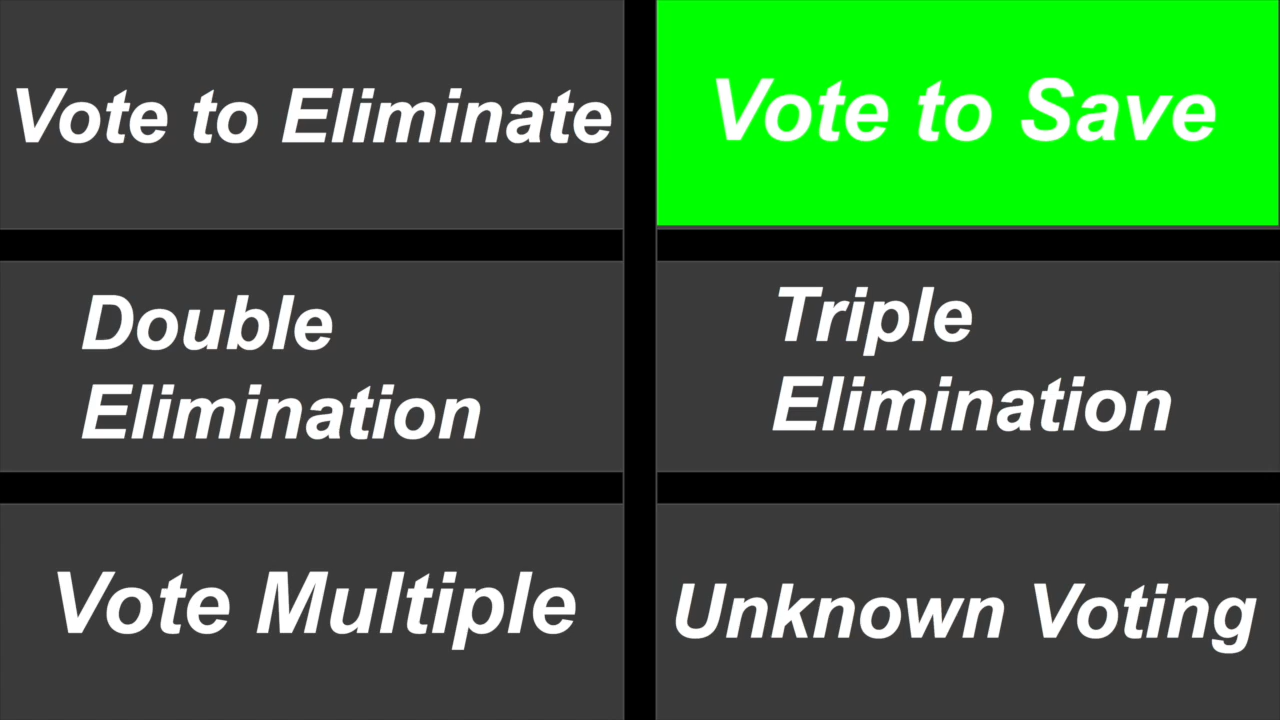 Vote to Eliminate
Vote to Save
Double
Elimination
Triple
Elimination
Vote Multiple
Unknown Voting